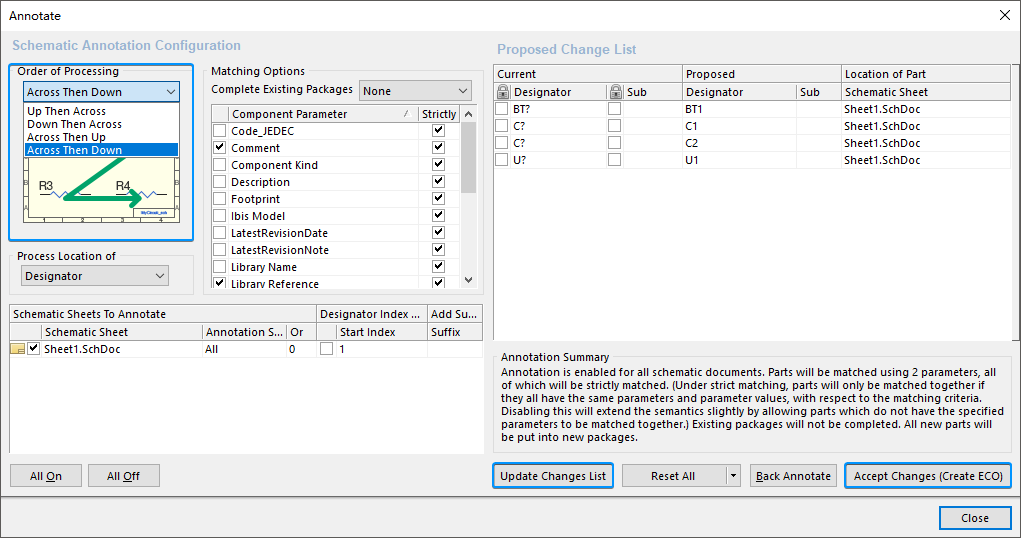 Annotate
Schematic Annotation Configuration
Order of Processing
Across Then Down
Up Then Across
Down Then Across
Across Then Up
Across Then Down
R3
R4
1 2 3 4
Process Location of
Designator
Matching Options
Complete Existing Packages None
Component Parameter Strictly
Code_JEDEC
Comment
Component Kind
Description
Footprint
Ibis Model
LatestRevisionDate
LatestRevisionNote
Library Name
Library Reference
Schematic Sheets To Annotate Designator Index ... Add Su...
Schematic Sheet Annotation S... Or Start Index Suffix
Sheet1.SchDoc All 0 1
All On All Off
Proposed Change List
Current Proposed Location of Part
Designator Sub Designator Sub Schematic Sheet
BT? BT1 Sheet1.SchDoc
C? C1 Sheet1.SchDoc
C? C2 Sheet1.SchDoc
U? U1 Sheet1.SchDoc
Annotation Summary
Annotation is enabled for all schematic documents. Parts will be matched using 2 parameters, all
of which will be strictly matched. (Under strict matching, parts will only be matched together if
they all have the same parameters and parameter values, with respect to the matching criteria.
Disabling this will extend the semantics slightly by allowing parts which do not have the specified
parameters to be matched together.) Existing packages will not be completed. All new parts will
be put into new packages.
Update Changes List Reset All Back Annotate Accept Changes (Create ECO)
Close